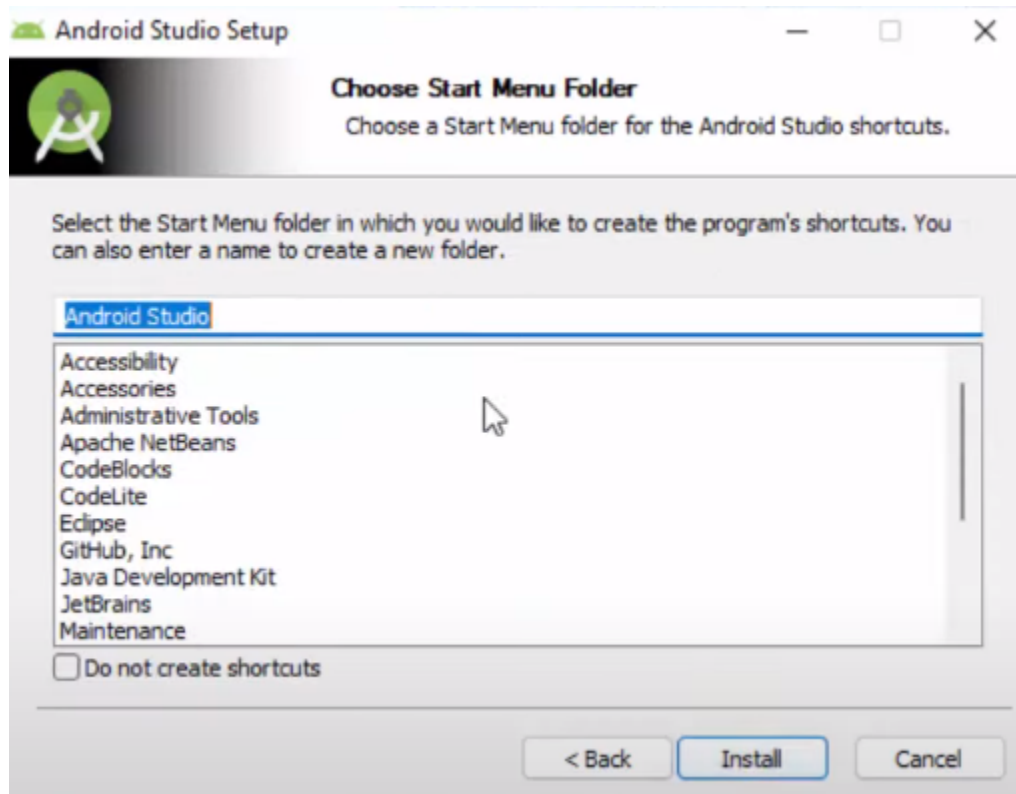 Android Studio Setup
Choose Start Menu Folder
Choose a Start Menu folder for the Android Studio shortcuts.
Select the Start Menu folder in which you would like to create the program's shortcuts. You
can also enter a name to create a new folder.
Android Studio
Accessibility
Accessories
Administrative Tools
Apache NetBeans
CodeBlocks
CodeLite
Eclipse
GitHub, Inc
Java Development Kit
JetBrains
Maintenance
Do not create shortcuts
< Back
Install
Cancel